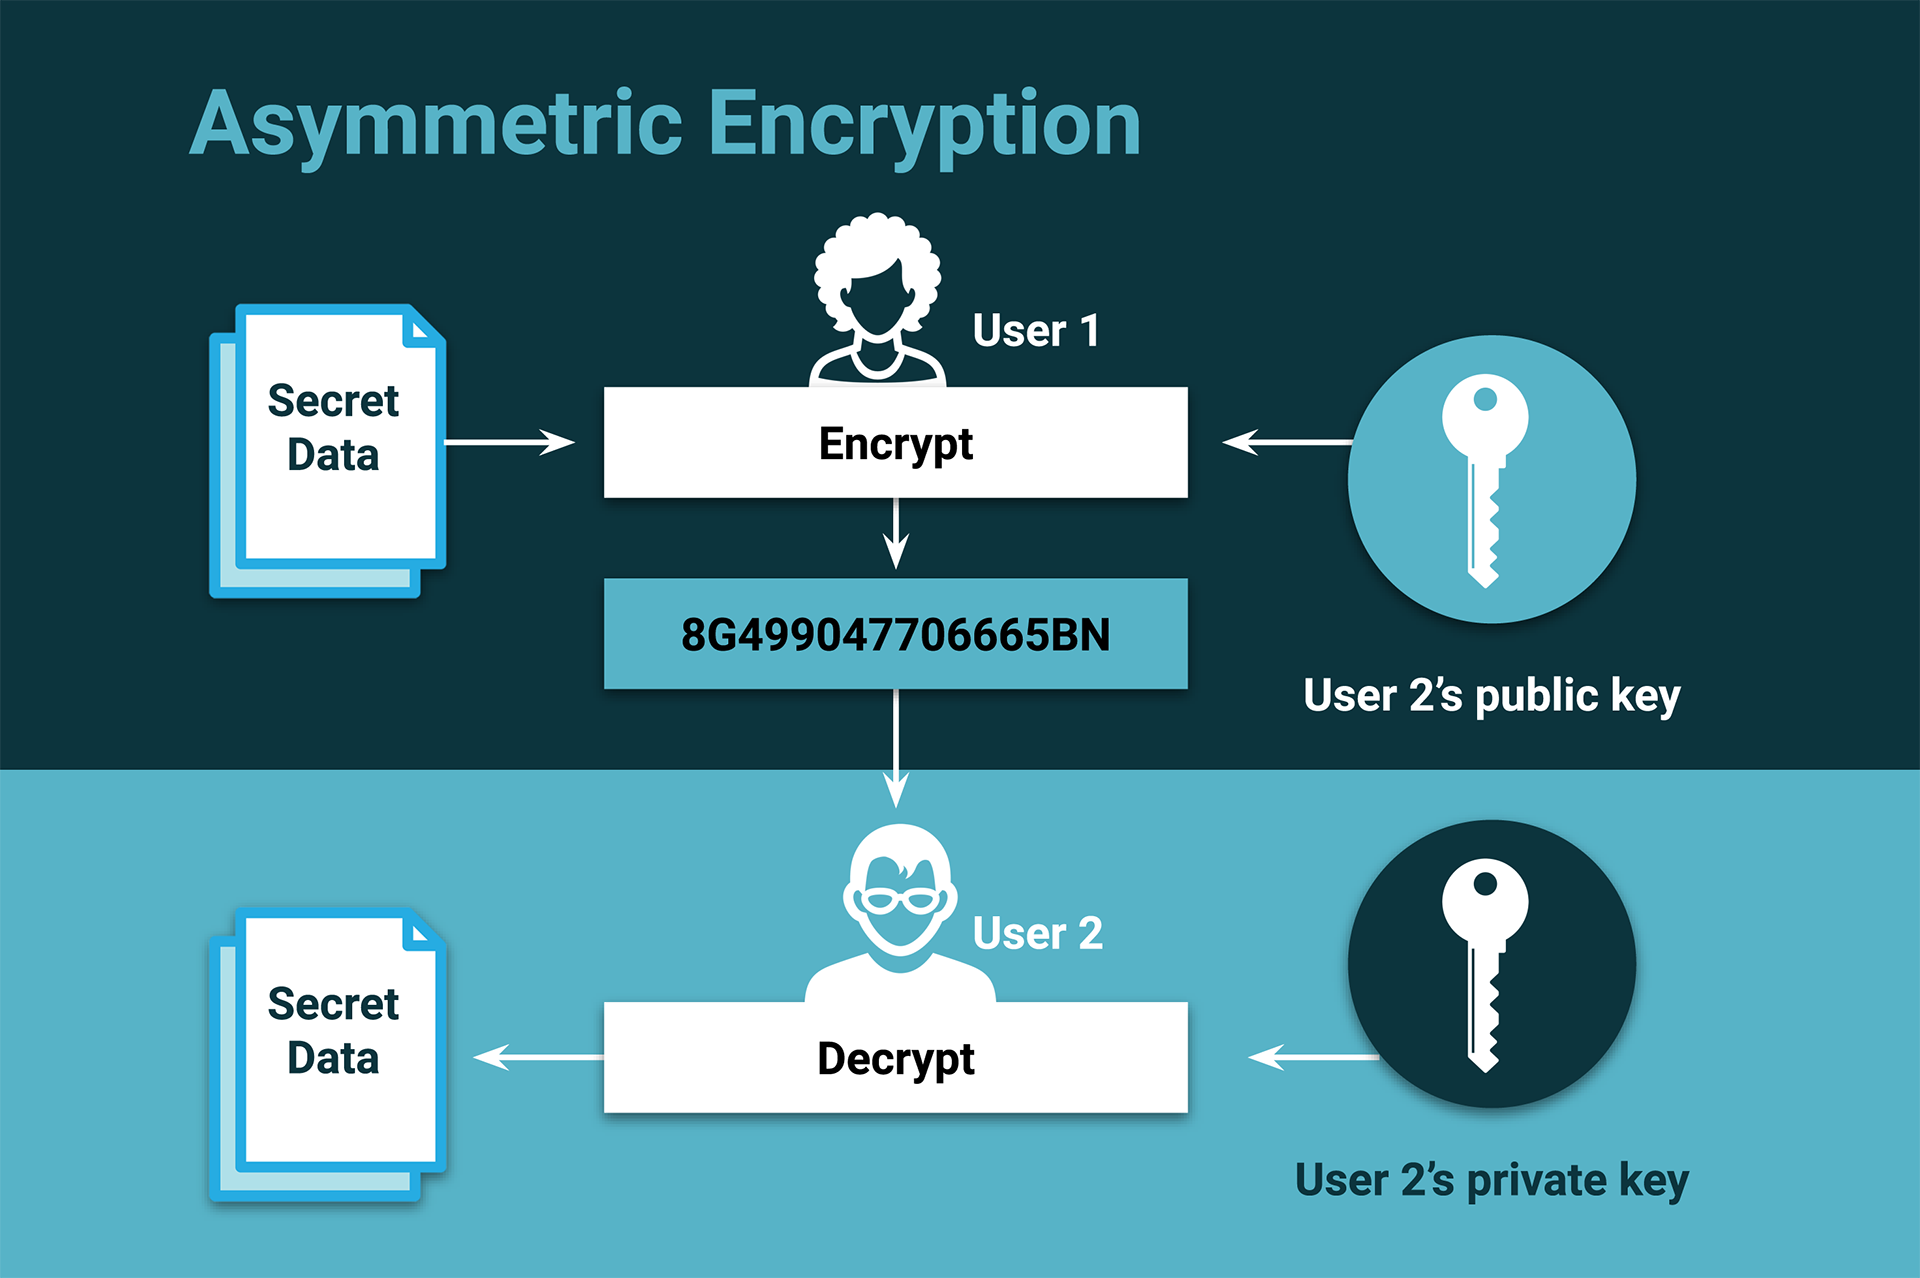 Asymmetric Encryption
User 1
Secret
Data
Encrypt
8G499047706665BN
User 2’s public key
User 2
Secret
Data
Decrypt
User 2’s private key